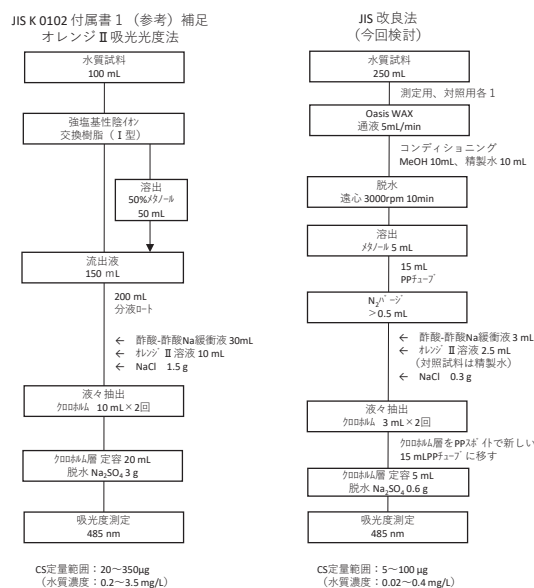 JIS K 0102 付属書１（参考）補足
オレンジⅡ吸光光度法
水質試料
100 mL
強塩基性陰ｲｵﾝ
交換樹脂（Ⅰ型）
溶出
50%ﾒﾀﾉｰﾙ
50 mL
流出液
150 mL
200 mL
分液ﾛｰﾄ
← 酢酸-酢酸Na緩衝液 30mL
← ｵﾚﾝｼﾞⅡ溶液 10 mL
← NaCl 1.5 g
液々抽出
ｸﾛﾛﾎﾙﾑ 10 mL×2回
ｸﾛﾛﾎﾙﾑ層 定容 20 mL
脱水 Na₂SO₄ 3 g
吸光度測定
485 nm
CS定量範囲：20～350μg
（水質濃度：0.2～3.5 mg/L）
JIS 改良法
（今回検討）
水質試料
250 mL
測定用、対照用各１
Oasis WAX
通液 5mL/min
コンディショニング
MeOH 10mL、精製水 10 mL
脱水
遠心 3000rpm 10min
溶出
ﾒﾀﾉｰﾙ 5 mL
15 mL
PPﾁｭｰﾌﾞ
N₂ﾊﾟｰｼﾞ
＞0.5 mL
← 酢酸-酢酸Na緩衝液 3 mL
← ｵﾚﾝｼﾞⅡ溶液 2.5 mL
（対照試料は精製水）
← NaCl 0.3 g
液々抽出
ｸﾛﾛﾎﾙﾑ 3 mL×2回
ｸﾛﾛﾎﾙﾑ層をPPｽﾎﾟｲﾄで新しい
15 mLPPﾁｭｰﾌﾞに移す
ｸﾛﾛﾎﾙﾑ層 定容 5 mL
脱水 Na₂SO₄ 0.6 g
吸光度測定
485 nm
CS定量範囲：5～100 μg
（水質濃度：0.02～0.4 mg/L）